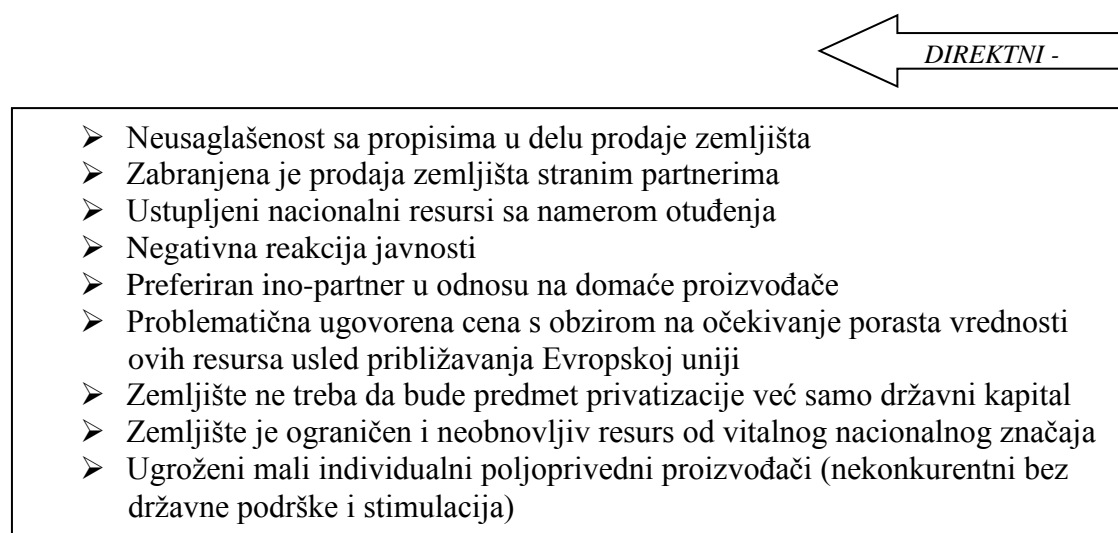 DIREKTNI -
➢ Neusaglašenost sa propisima u delu prodaje zemljišta
➢ Zabranjena je prodaja zemljišta stranim partnerima
➢ Ustupljeni nacionalni resursi sa namerom otuđenja
➢ Negativna reakcija javnosti
➢ Preferiran ino-partner u odnosu na domaće proizvođače
➢ Problematična ugovorena cena s obzirom na očekivanje porasta vrednosti
ovih resursa usled približavanja Evropskoj uniji
➢ Zemljište ne treba da bude predmet privatizacije već samo državni kapital
➢ Zemljište je ograničen i neobnovljiv resurs od vitalnog nacionalnog značaja
➢ Ugroženi mali individualni poljoprivedni proizvođači (nekonkurentni bez
državne podrške i stimulacija)